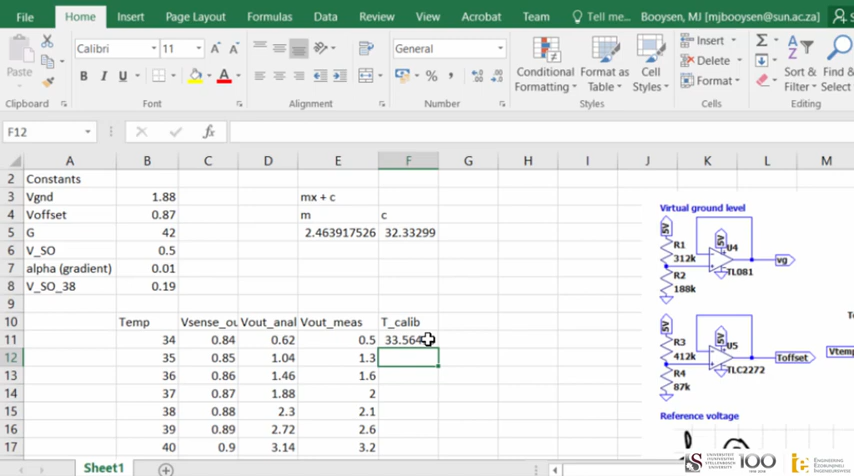 File Home Insert Page Layout Formulas Data Review View Acrobat Team Tell me... Booysen, MJ [mjbooysen@sun.ac.za]
Calibri 11 General Insert
Paste B I U A Conditional Formatting Format as Table Cell Styles Delete Format Sort & Filter Find & Select
Clipboard Font Alignment Number Styles Cells Editing
F12 fx
A B C D E F G H I J K L M
2 Constants
3 Vgnd 1.88 mx + c
4 Voffset 0.87 m c
5 G 42 2.463917526 32.33299
6 V_SO 0.5
7 alpha (gradient) 0.01
8 V_SO_38 0.19
9
10 Temp Vsense_ou Vout_anal Vout_meas T_calib
11 34 0.84 0.62 0.5 33.564
12 35 0.85 1.04 1.3
13 36 0.86 1.46 1.6
14 37 0.87 1.88 2
15 38 0.88 2.3 2.1
16 39 0.89 2.72 2.6
17 40 0.9 3.14 3.2
Virtual ground level
5V
R1
312k
5V
U4
vg
TL081
R2
188k
5V
R3
412k
5V
U5
Toffset
Vtemp
TLC2272
R4
87k
Reference voltage
Sheet1
100